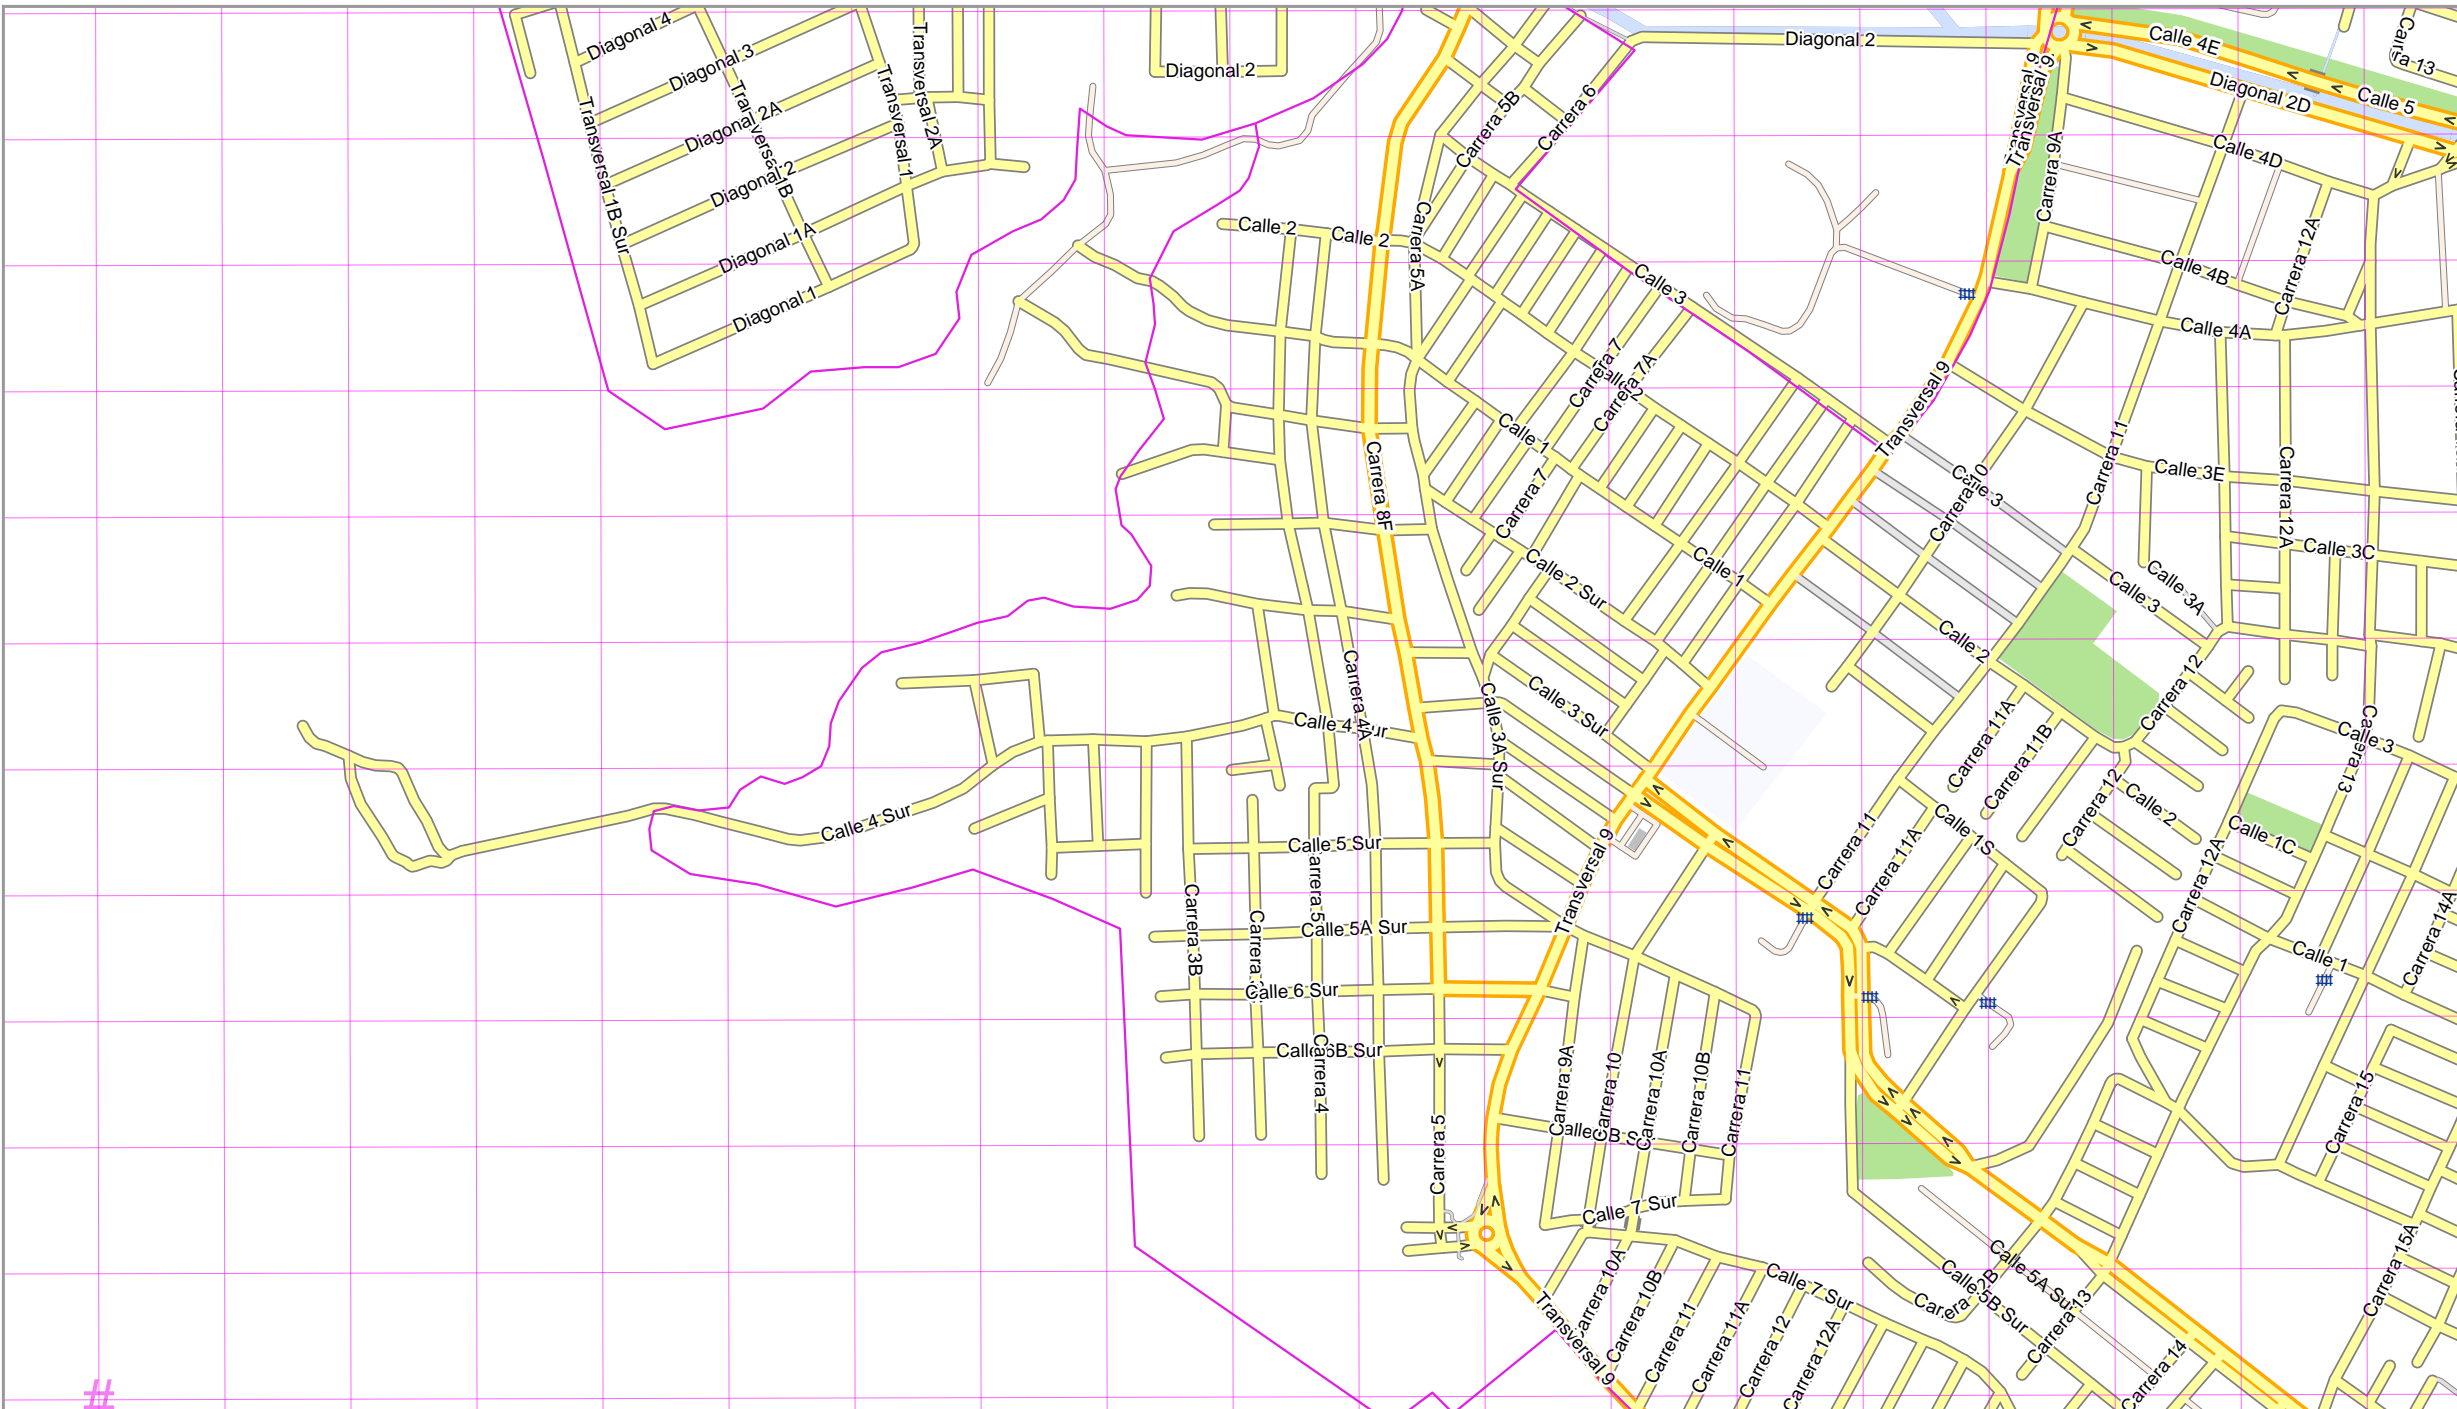 Diagonal 4
Diagonal 3
Diagonal 2A
Diagonal 2
Diagonal 1A
Diagonal 1
Transversal 1B Sur
Transversal 1
Transversal 2A
Diagonal 2
Diagonal 2
Calle 4E
Calle 5
Diagonal 2D
Transversal 9
Carrera 9A
Calle 4D
Calle 4B
Calle 4A
Carrera 12A
Carrera 5B
Carrera 6
Carrera 5A
Calle 2
Calle 2
Calle 3
Carrera 7
Carrera 7A
Calle 1
Carrera 7
Calle 2 Sur
Calle 1
Carrera 8F
Transversal 9
Calle 3
Carrera 10
Carrera 11
Calle 3E
Carrera 12A
Calle 3C
Calle 3A
Calle 3
Calle 2
Carrera 12
Calle 3
Carrera 13
Carrera 11A
Carrera 11B
Carrera 12
Calle 2
Calle 1C
Calle 1S
Carrera 11
Carrera 11A
Carrera 12A
Calle 1
Carrera 14A
Carrera 4A
Calle 4 Sur
Calle 3 Sur
Calle 3A Sur
Calle 4 Sur
Calle 5 Sur
Calle 5A Sur
Calle 6 Sur
Calle 6B Sur
Carrera 3B
Carrera 5
Carrera 4
Carrera 5
Transversal 9
Carrera 9A
Carrera 10
Carrera 10A
Carrera 10B
Carrera 11
Calle 7 Sur
Calle 7 Sur
Transversal 9
Carrera 10A
Carrera 10B
Carrera 11
Carrera 11A
Carrera 12
Carrera 12A
Calle 5A Sur
Calle 5B Sur
Carrera 13
Carrera 14
Carrera 15
Carrera 15A
#